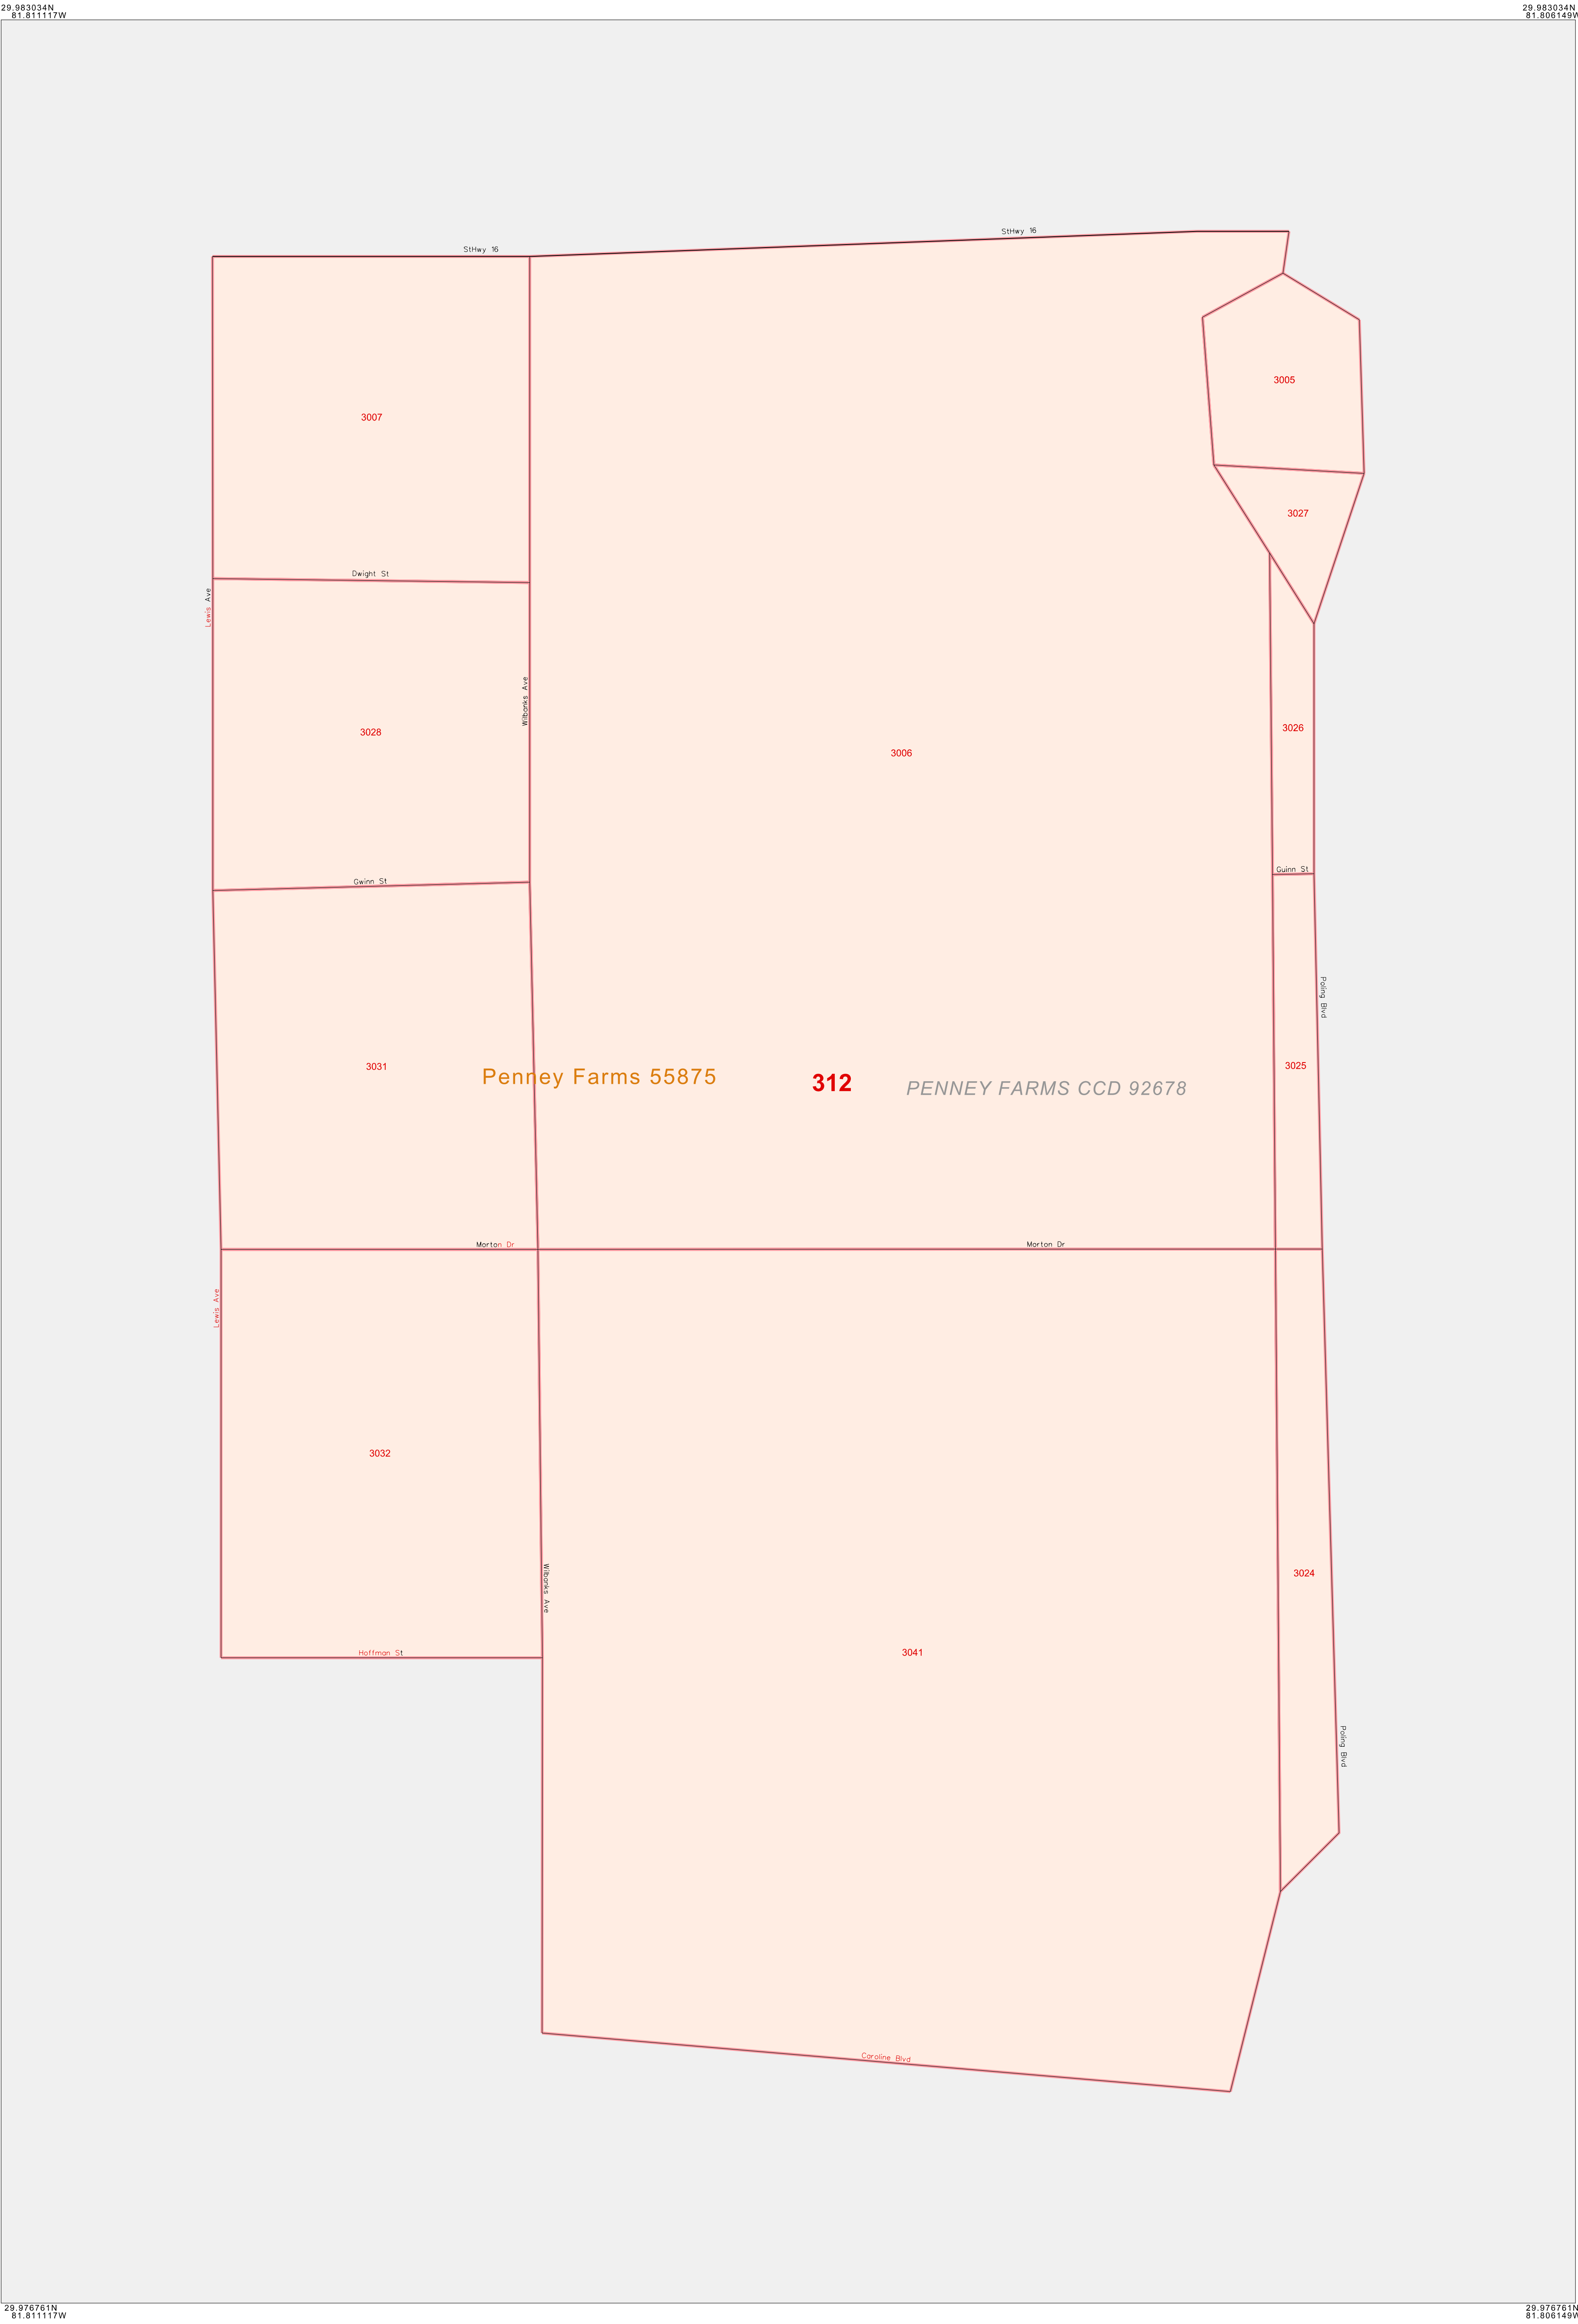 29.983034N
81.811117W
29.983034N
81.806149W
StHwy 16
StHwy 16
3005
3007
3027
Dwight St
Lewis Ave
Wilbanks Ave
3028
3026
3006
Guinn St
Gwinn St
Poling Blvd
3031
3025
Penney Farms 55875
312
PENNEY FARMS CCD 92678
Morton Dr
Morton Dr
Lewis Ave
3032
3024
Wilbanks Ave
Hoffman St
3041
Poling Blvd
Caroline Blvd
29.976761N
81.811117W
29.976761N
81.806149W